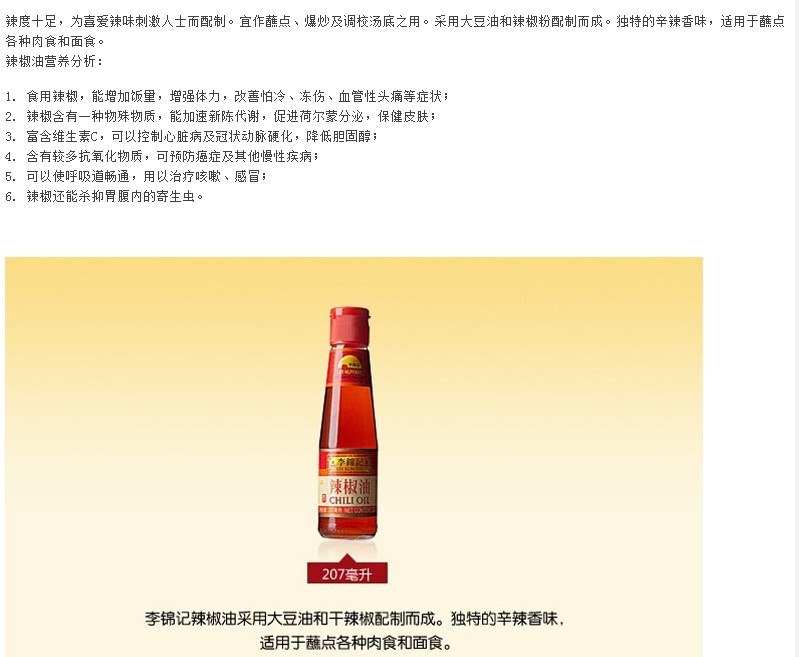 辣度十足，为喜爱辣味刺激人士而配制。宜作蘸点、爆炒及调校汤底之用。采用大豆油和辣椒粉配制而成。独特的辛辣香味，适用于蘸点
各种肉食和面食。
辣椒油营养分析：
1. 食用辣椒，能增加饭量，增强体力，改善怕冷、冻伤、血管性头痛等症状；
2. 辣椒含有一种物殊物质，能加速新陈代谢，促进荷尔蒙分泌，保健皮肤；
3. 富含维生素C，可以控制心脏病及冠状动脉硬化，降低胆固醇；
4. 含有较多抗氧化物质，可预防癌症及其他慢性疾病；
5. 可以使呼吸道畅通，用以治疗咳嗽、感冒；
6. 辣椒还能杀抑胃腹内的寄生虫。
李錦記
辣椒油
CHILI OIL
207毫升
李锦记辣椒油采用大豆油和干辣椒配制而成。独特的辛辣香味，
适用于蘸点各种肉食和面食。